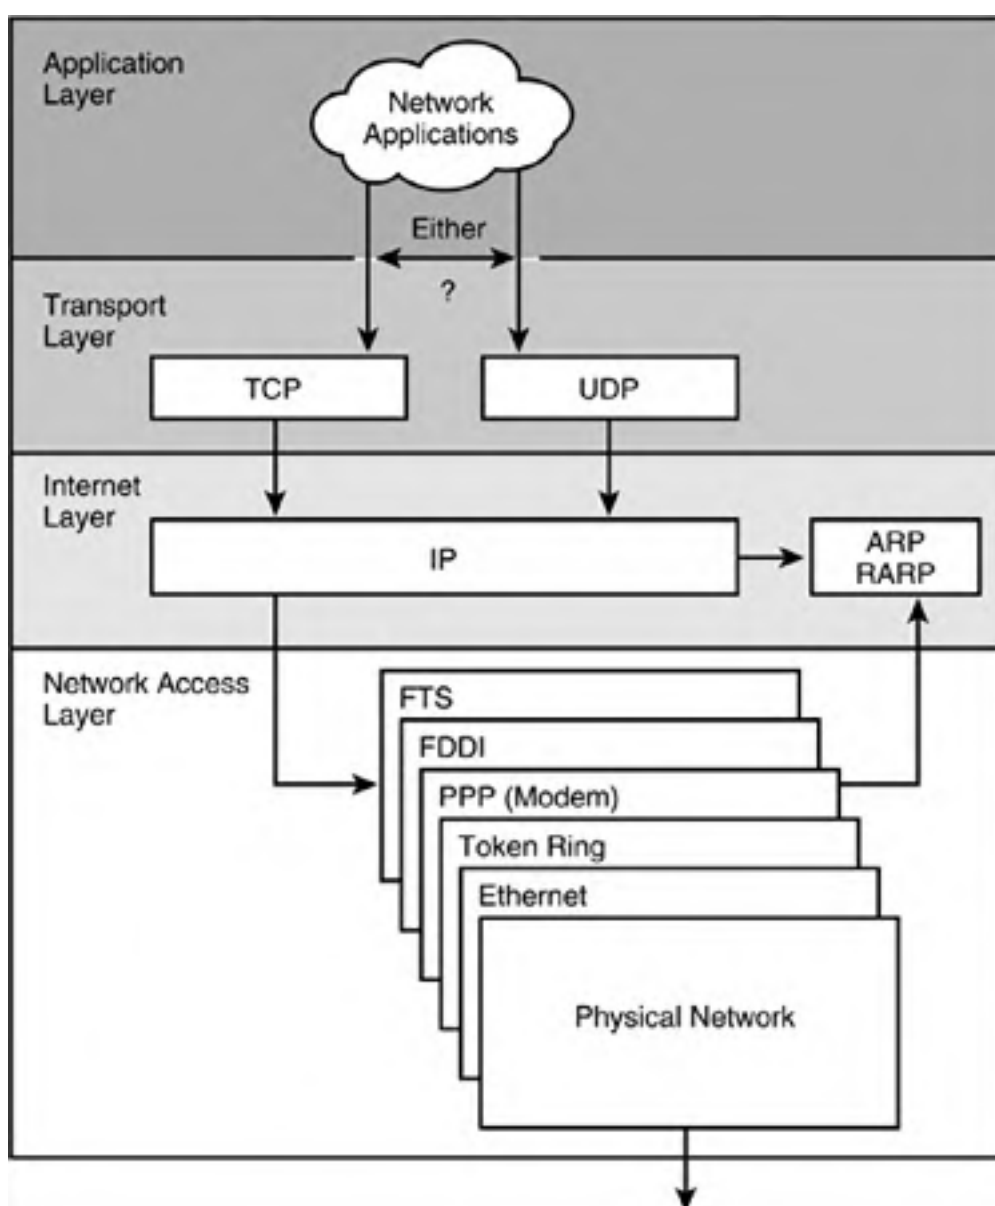 Application
Layer
Network
Applications
Either
?
Transport
Layer
TCP
UDP
Internet
Layer
IP
ARP
RARP
Network Access
Layer
FTS
FDDI
PPP (Modem)
Token Ring
Ethernet
Physical Network